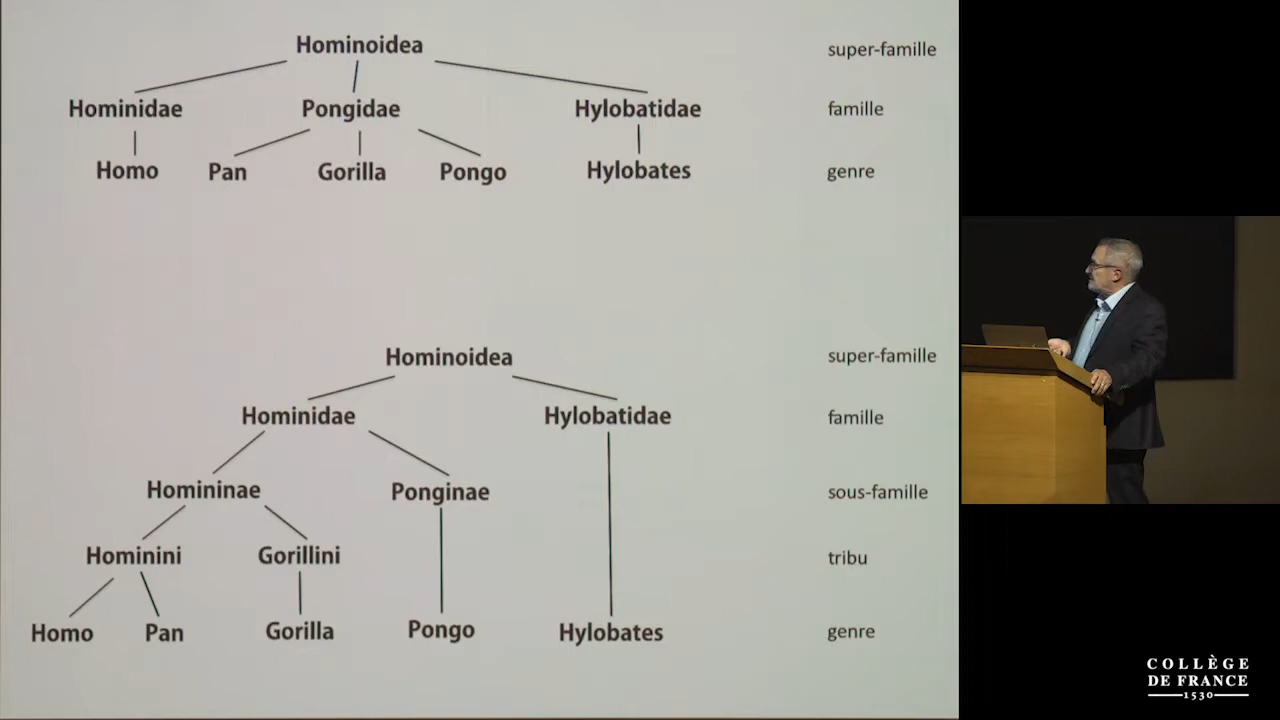 Hominoidea super-famille
Hominidae Pongidae Hylobatidae famille
Homo Pan Gorilla Pongo Hylobates genre
Hominoidea super-famille
Hominidae Hylobatidae famille
Homininae Ponginae sous-famille
Hominini Gorillini tribu
Homo Pan Gorilla Pongo Hylobates genre
COLLÈGE
DE FRANCE
1530